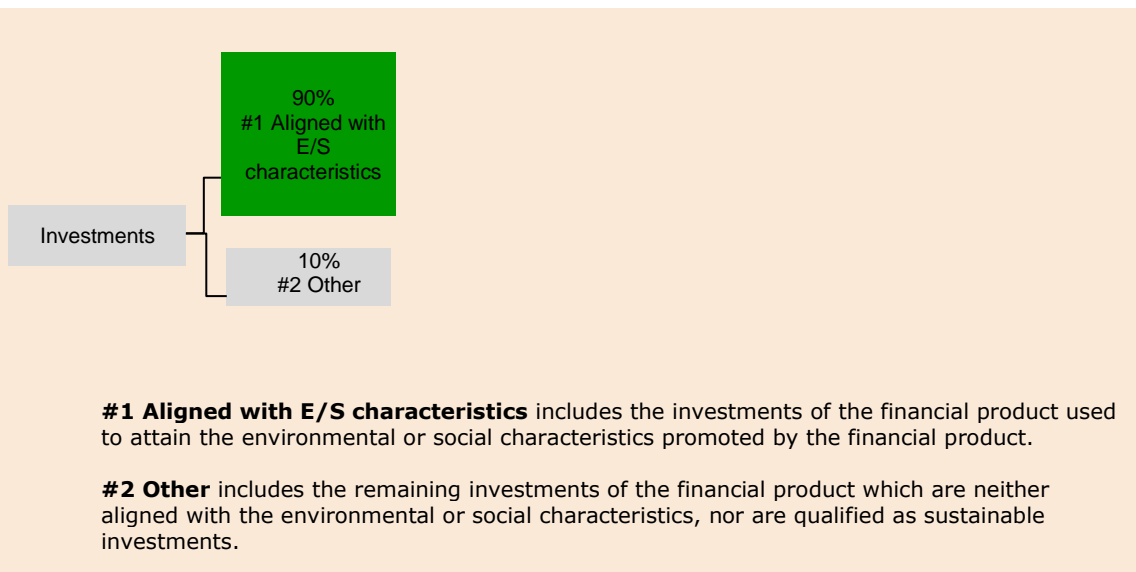 90%
#1 Aligned with
E/S
characteristics
Investments
10%
#2 Other
#1 Aligned with E/S characteristics includes the investments of the financial product used
to attain the environmental or social characteristics promoted by the financial product.
#2 Other includes the remaining investments of the financial product which are neither
aligned with the environmental or social characteristics, nor are qualified as sustainable
investments.